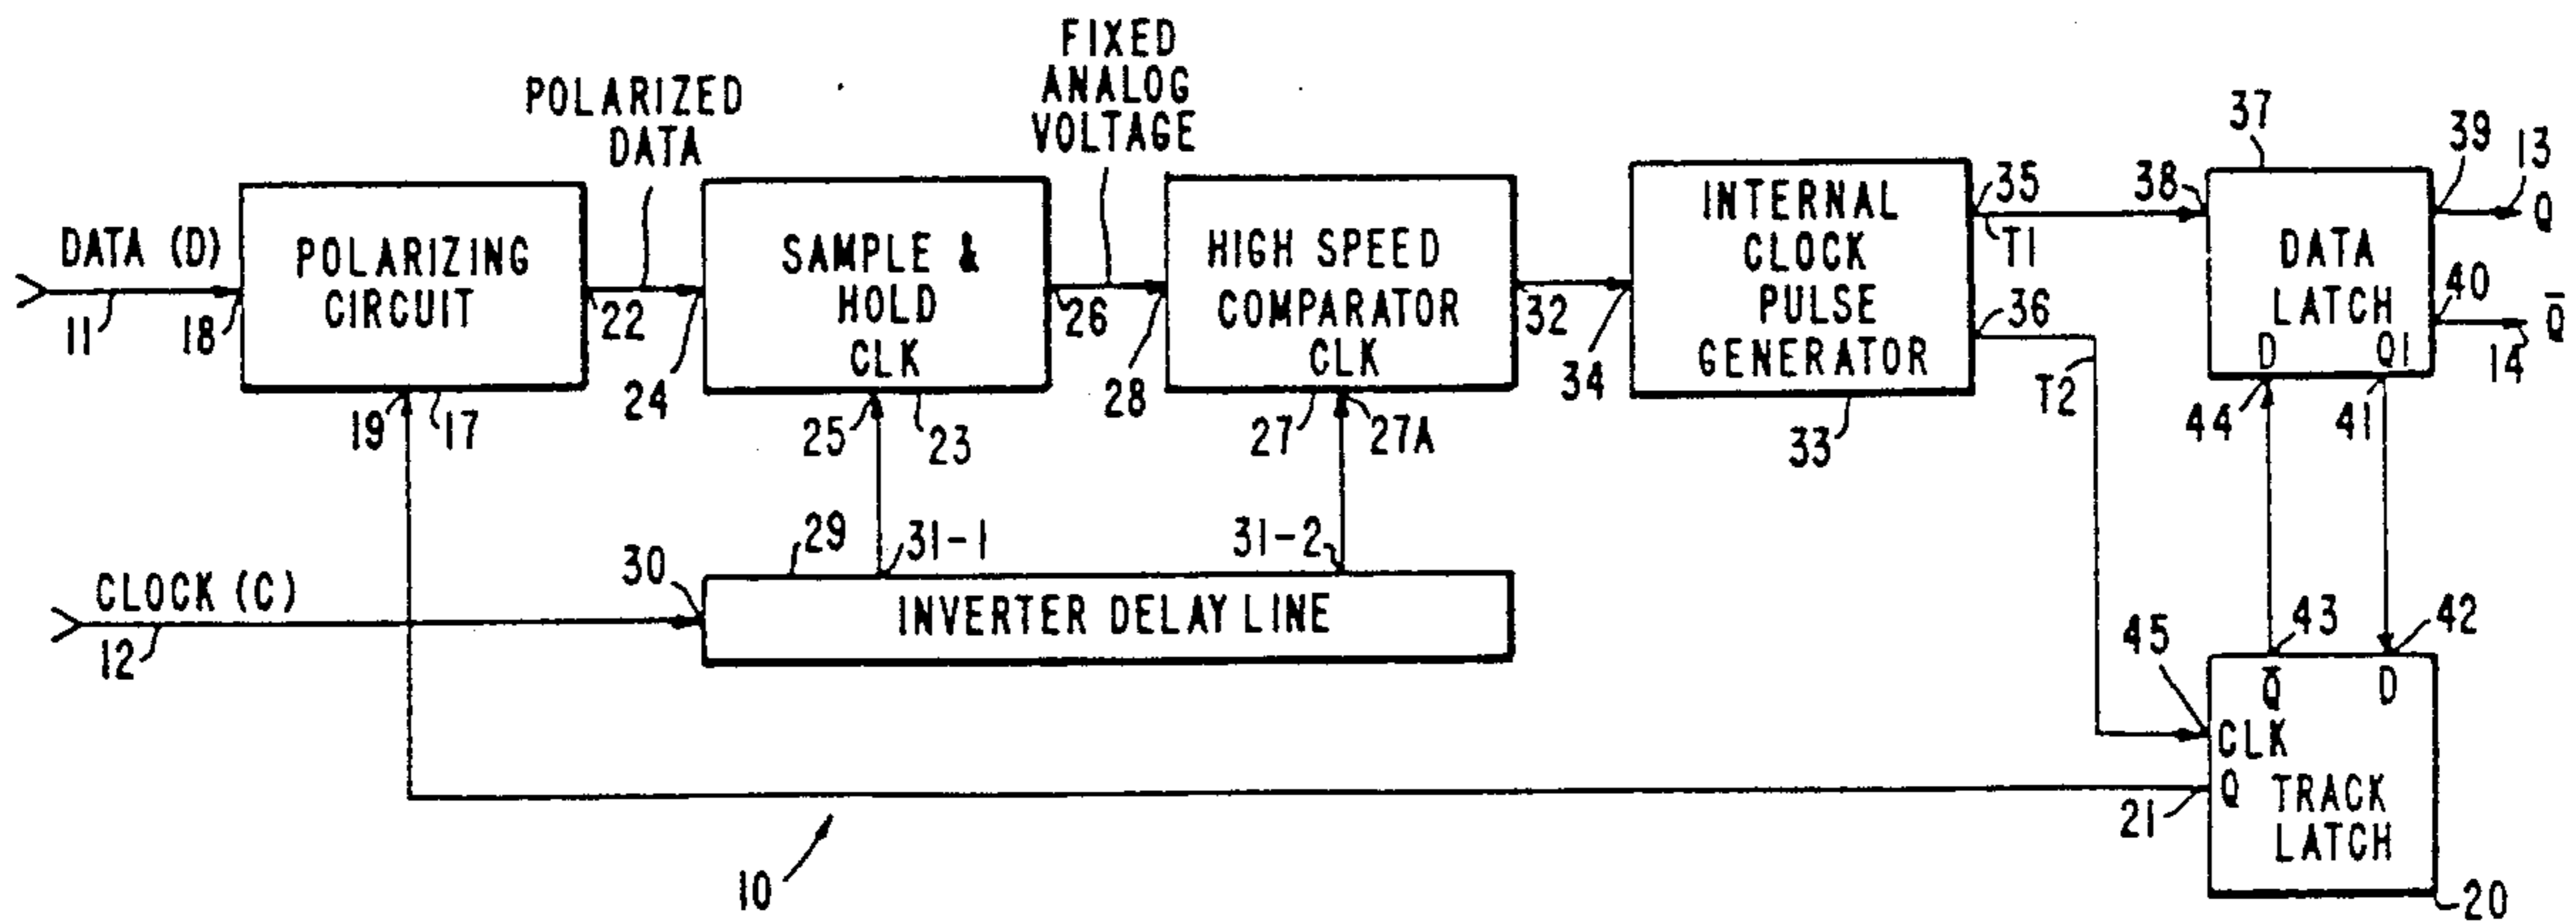 FIXED
ANALOG
VOLTAGE
POLARIZED
DATA
37
39
13
Q
DATA (D)
11
18
POLARIZING
CIRCUIT
22
24
SAMPLE &
HOLD
CLK
26
28
HIGH SPEED
COMPARATOR
CLK
32
34
INTERNAL
CLOCK
PULSE
GENERATOR
35
T1
36
T2
38
DATA
LATCH
D
Q1
40
Q̅
14
19
17
25
23
27
27A
33
44
41
29
31-1
31-2
30
CLOCK (C)
12
INVERTER DELAY LINE
43
42
45
Q̅
D
CLK
Q
21
TRACK
LATCH
10
20